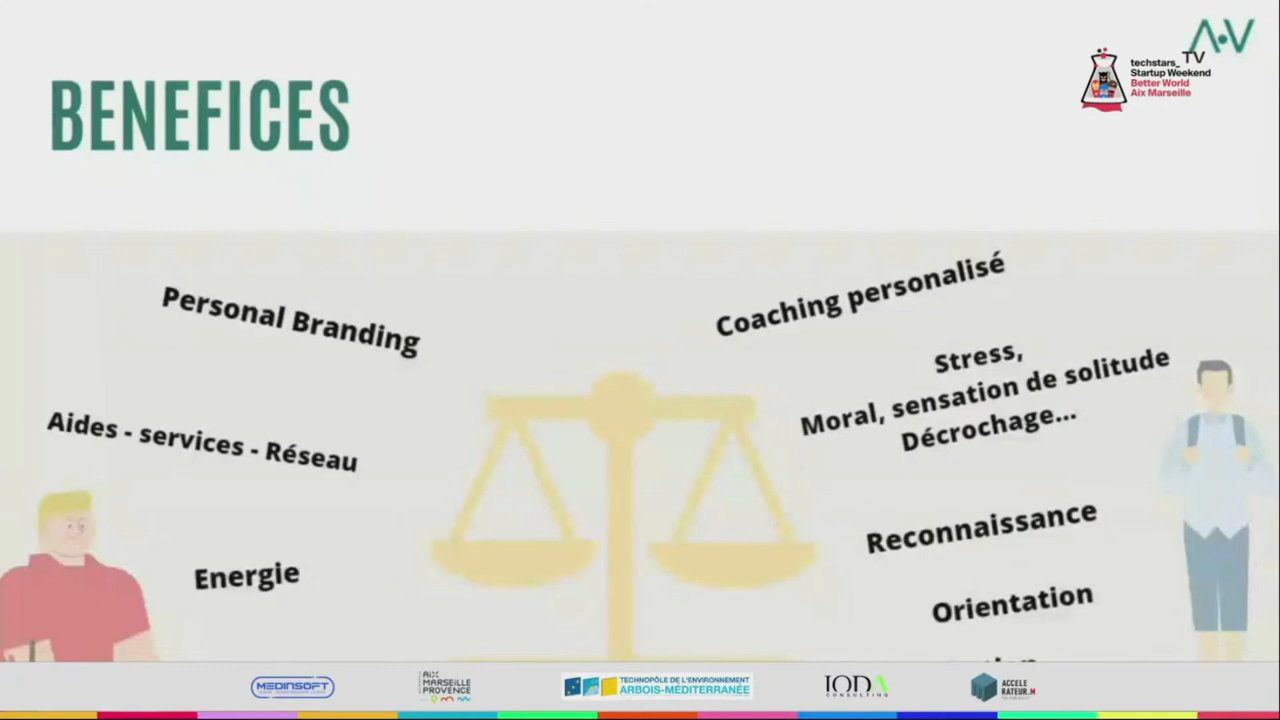 A.V
TV
techstars_
Startup Weekend
Better World
Aix Marseille
BENEFICES
Personal Branding
Coaching personalisé
Stress,
Moral, sensation de solitude
Décrochage...
Aides - services - Réseau
Reconnaissance
Energie
Orientation
MEDINSOFT
AIX
MARSEILLE
PROVENCE
TECHNOPÔLE DE L'ENVIRONNEMENT
ARBOIS-MÉDITERRANÉE
IODA
CONSULTING
ACCELE
RATEUR.M